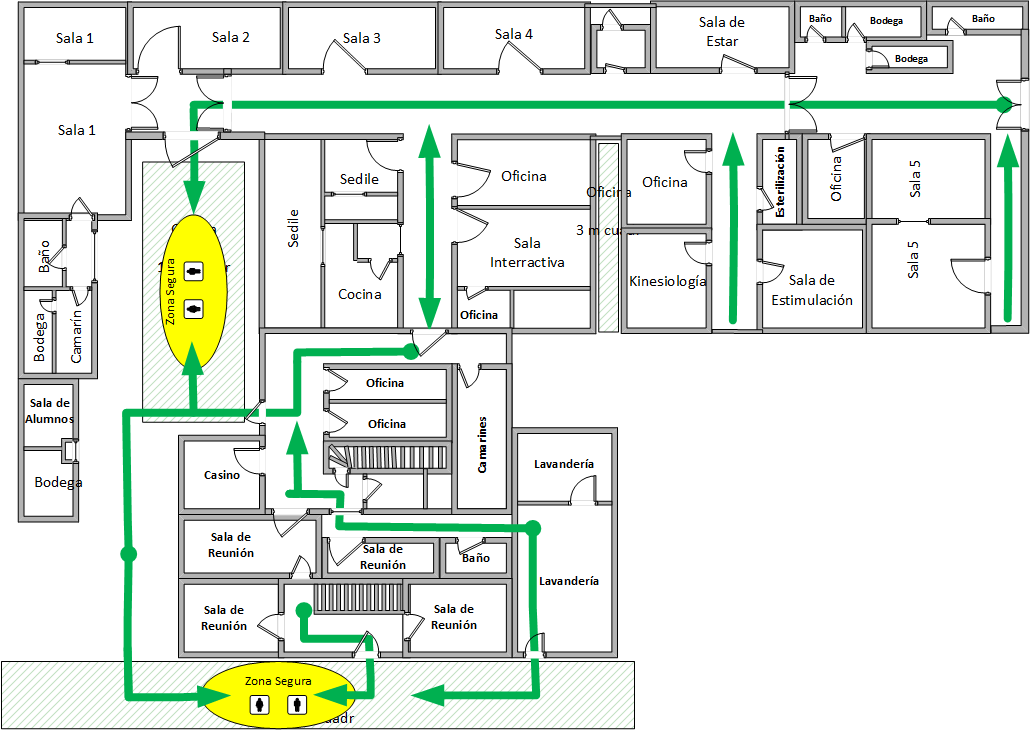 Sala 1
Sala 2
Sala 3
Sala 4
Sala de
Estar
Baño
Bodega
Baño
Bodega
Sala 1
Sedile
Sedile
Cocina
Oficina
Sala
Interractiva
Oficina
Oficina
3 m
Oficina
Kinesiología
Esterilización
Oficina
Sala 5
Sala 5
Sala de
Estimulación
Baño
Bodega
Camarín
Zona Segura
Sala de
Alumnos
Bodega
Oficina
Oficina
Camarines
Casino
Lavandería
Lavandería
Sala de
Reunión
Sala de
Reunión
Baño
Sala de
Reunión
Sala de
Reunión
Zona Segura